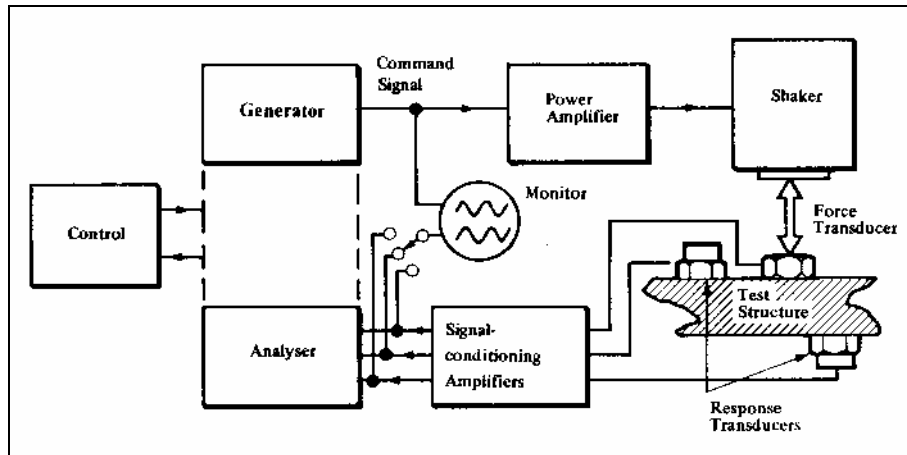 Command
Signal
Generator
Power
Amplifier
Shaker
Monitor
Force
Transducer
Control
Test
Structure
Analyser
Signal-
conditioning
Amplifiers
Response
Transducers